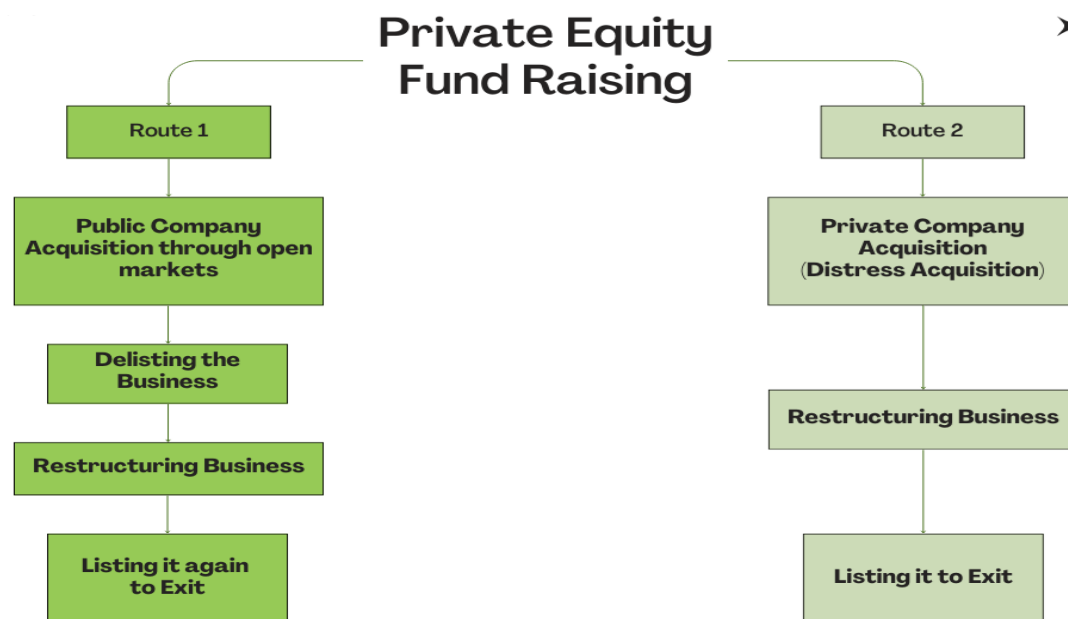 Private Equity
Fund Raising
Route 1
Public Company
Acquisition through open
markets
Delisting the
Business
Restructuring Business
Listing it again
to Exit
Route 2
Private Company
Acquisition
(Distress Acquisition)
Restructuring Business
Listing it to Exit